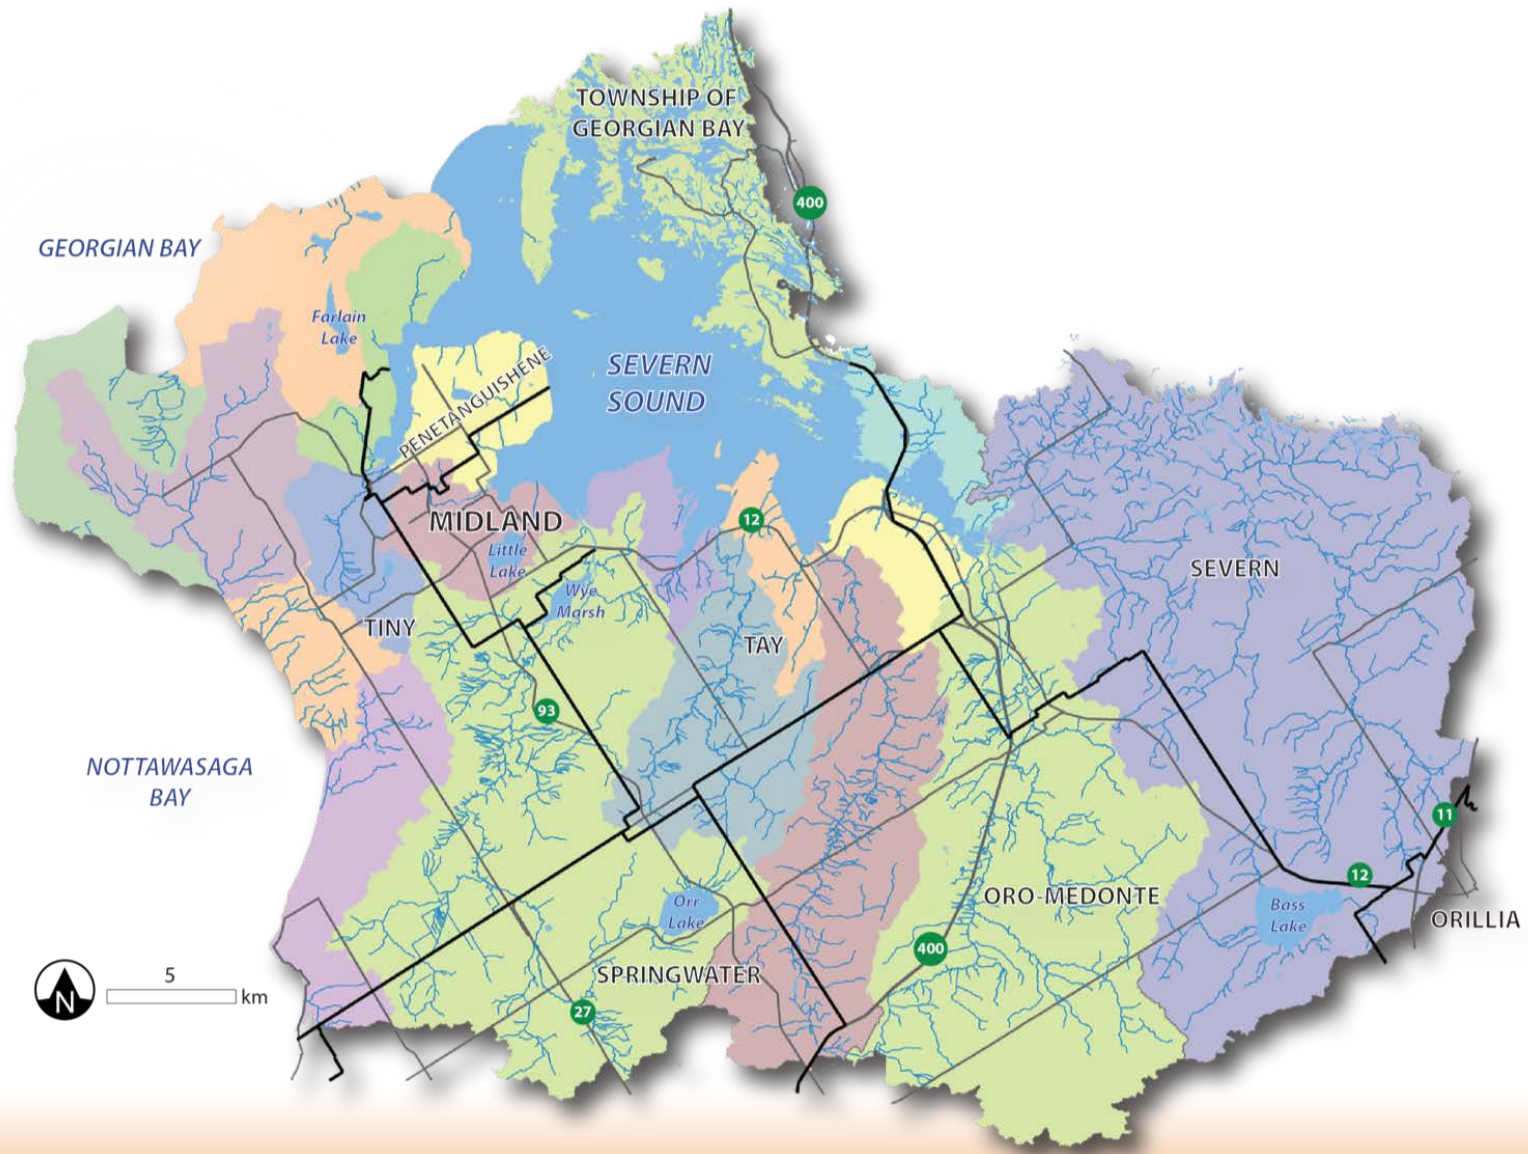 TOWNSHIP OF
GEORGIAN BAY
400
GEORGIAN BAY
Farlain
Lake
SEVERN
SOUND
PENETANGUISHENE
MIDLAND
12
Little
Lake
Wye
Marsh
SEVERN
TINY
TAY
93
NOTTAWASAGA
BAY
11
12
ORO-MEDONTE
Orr
Lake
Bass
Lake
ORILLIA
400
SPRINGWATER
N
5
km
27